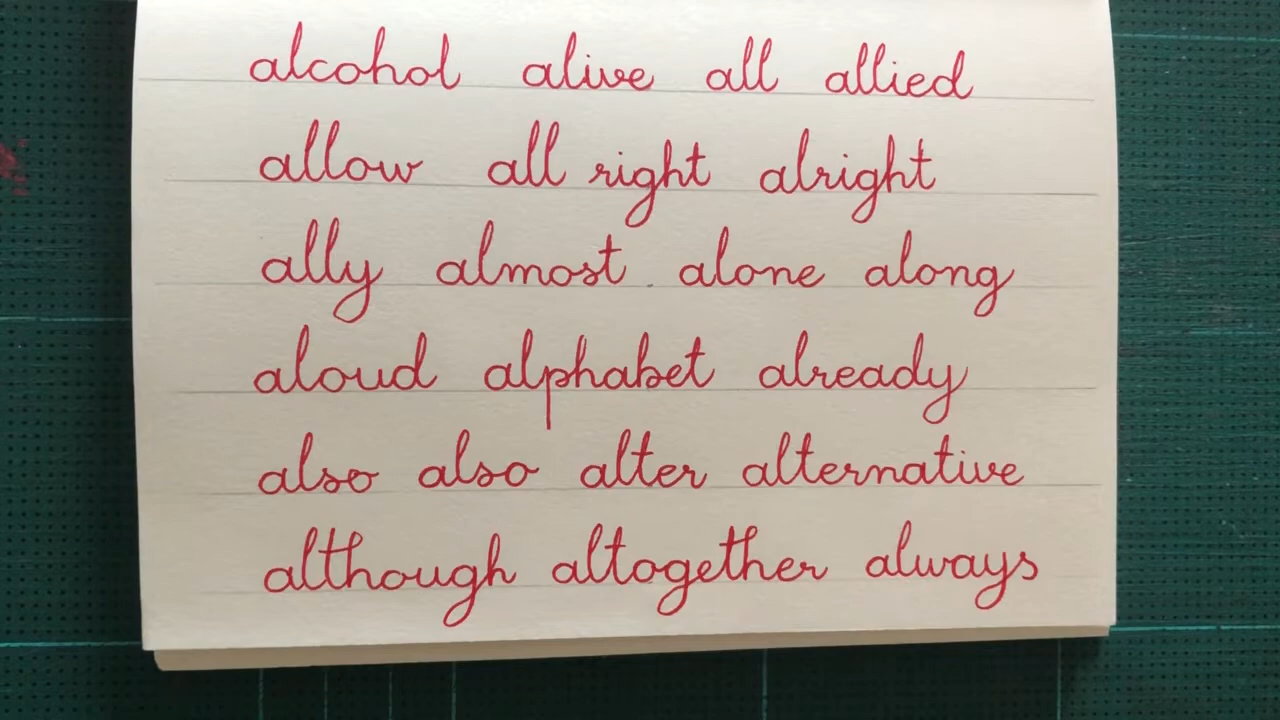 alcohol alive all allied
allow all right alright
ally almost alone along
aloud alphabet already
also also alter alternative
although altogether always